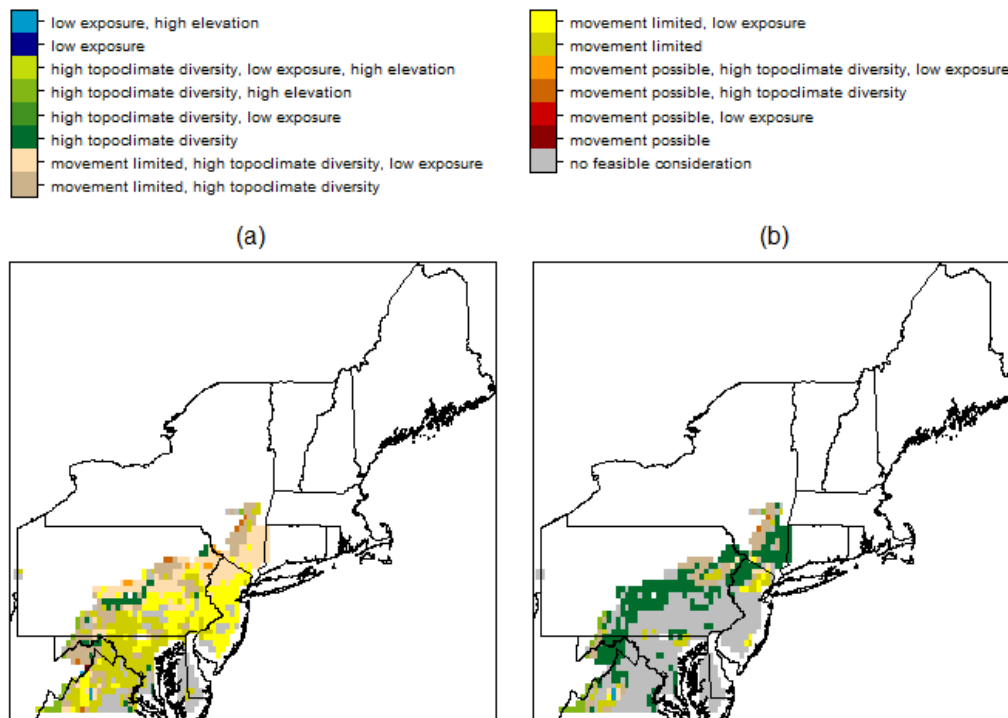 low exposure, high elevation
low exposure
high topoclimate diversity, low exposure, high elevation
high topoclimate diversity, high elevation
high topoclimate diversity, low exposure
high topoclimate diversity
movement limited, high topoclimate diversity, low exposure
movement limited, high topoclimate diversity
movement limited, low exposure
movement limited
movement possible, high topoclimate diversity, low exposure
movement possible, high topoclimate diversity
movement possible, low exposure
movement possible
no feasible consideration
(a)
(b)